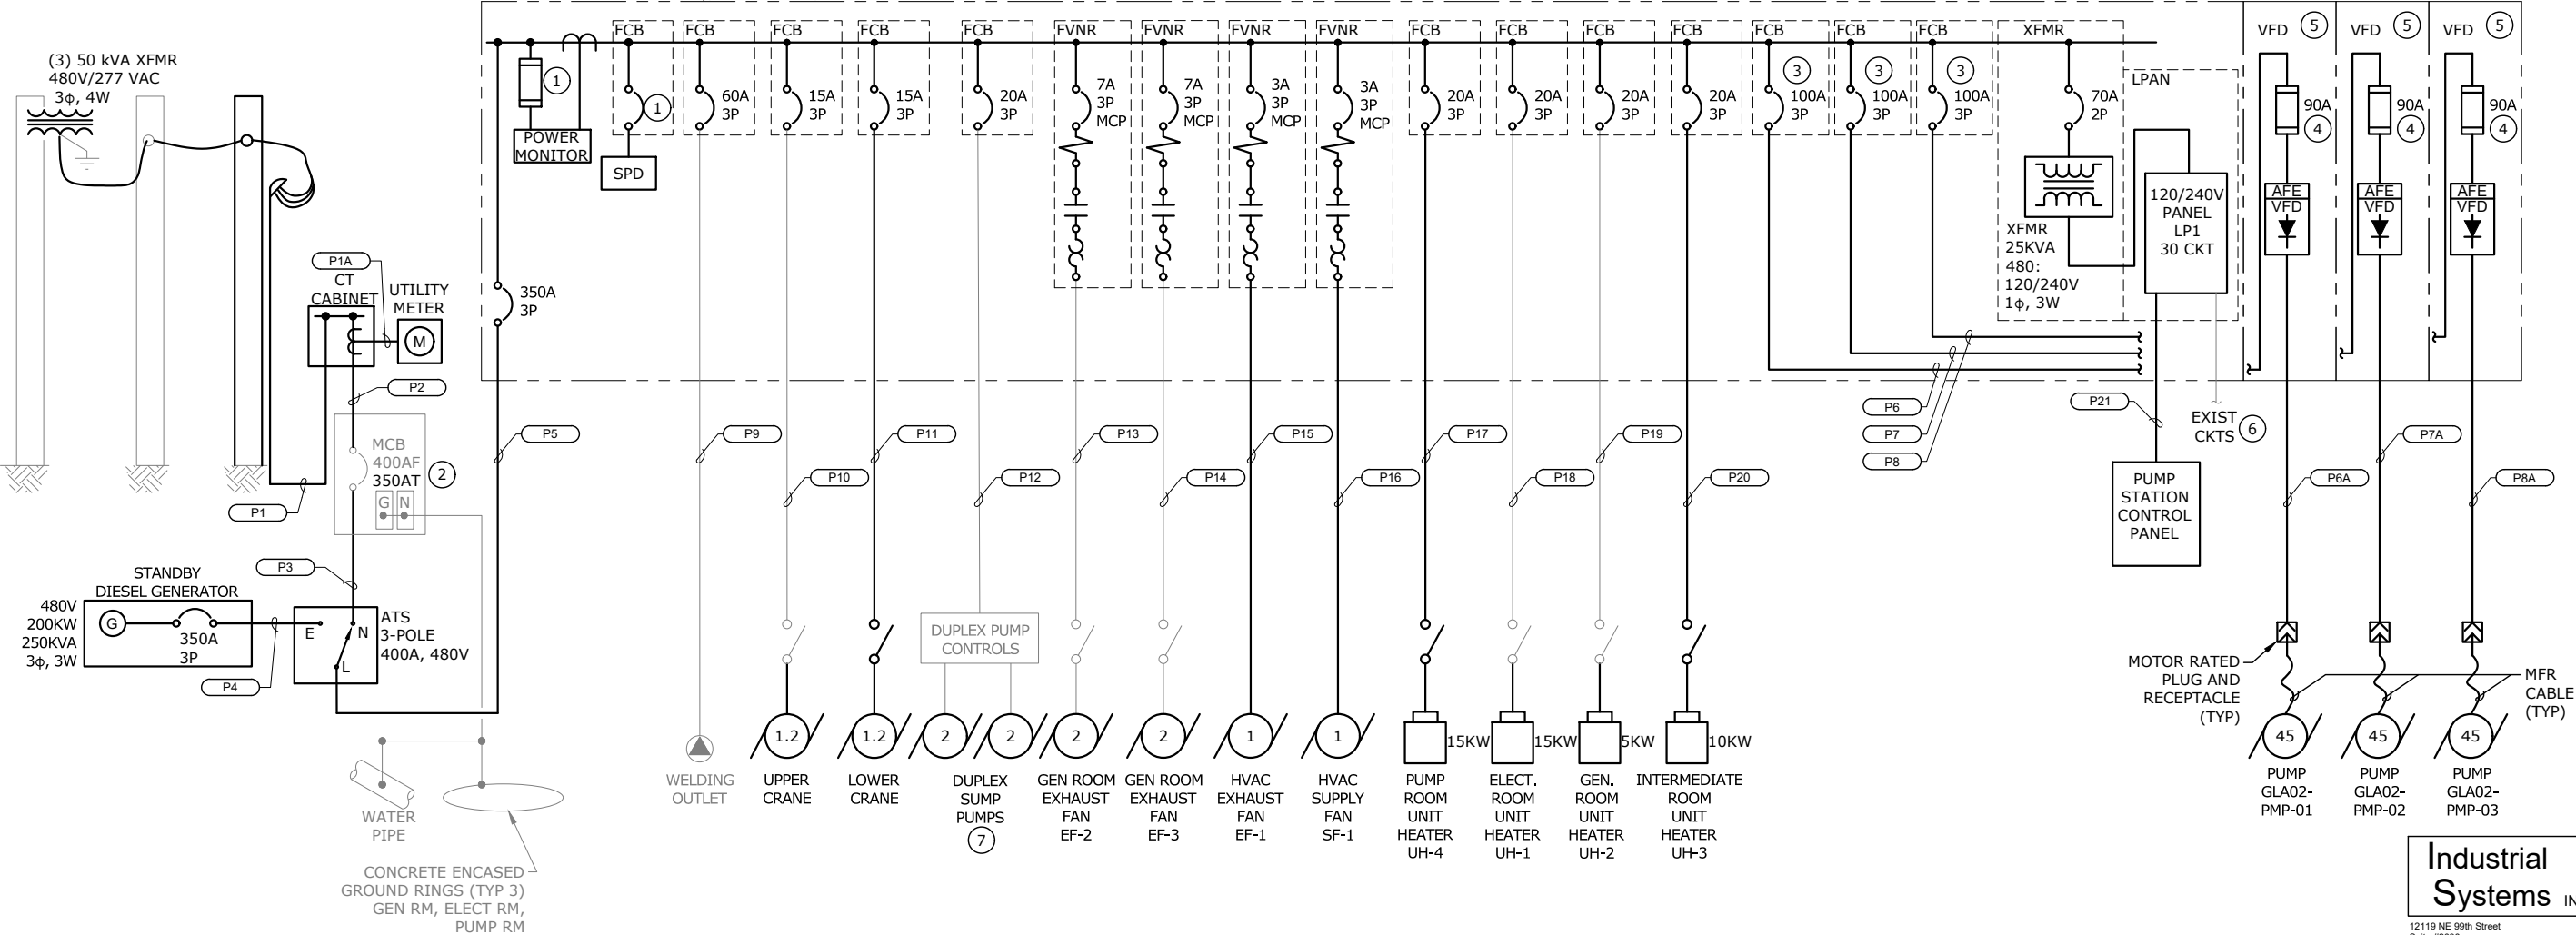 (3) 50 kVA XFMR
480V/277 VAC
3ϕ, 4W
P1A
CT
CABINET
UTILITY
METER
M
P2
MCB
400AF
350AT
2
G N
P1
P3
STANDBY
DIESEL GENERATOR
480V
200KW
250KVA
3ϕ, 3W
G
350A
3P
P4
E
N
L
ATS
3-POLE
400A, 480V
WATER
PIPE
CONCRETE ENCASED
GROUND RINGS (TYP 3)
GEN RM, ELECT RM,
PUMP RM
350A
3P
P5
1
POWER
MONITOR
FCB
1
SPD
FCB
60A
3P
P9
WELDING
OUTLET
FCB
15A
3P
P10
1.2
UPPER
CRANE
FCB
15A
3P
P11
1.2
LOWER
CRANE
FCB
20A
3P
P12
DUPLEX PUMP
CONTROLS
2
2
DUPLEX
SUMP
PUMPS
7
FVNR
7A
3P
MCP
P13
2
GEN ROOM
EXHAUST
FAN
EF-2
FVNR
7A
3P
MCP
P14
2
GEN ROOM
EXHAUST
FAN
EF-3
FVNR
3A
3P
MCP
P15
1
HVAC
EXHAUST
FAN
EF-1
FVNR
3A
3P
MCP
P16
1
HVAC
SUPPLY
FAN
SF-1
FCB
20A
3P
P17
15KW
PUMP
ROOM
UNIT
HEATER
UH-4
FCB
20A
3P
P18
15KW
ELECT.
ROOM
UNIT
HEATER
UH-1
FCB
20A
3P
P19
5KW
GEN.
ROOM
UNIT
HEATER
UH-2
FCB
20A
3P
P20
10KW
INTERMEDIATE
ROOM
UNIT
HEATER
UH-3
FCB
3
100A
3P
FCB
3
100A
3P
FCB
3
100A
3P
P6
P7
P8
XFMR
70A
2P
XFMR
25KVA
480:
120/240V
1ϕ, 3W
LPAN
120/240V
PANEL
LP1
30 CKT
P21
EXIST
CKTS
6
PUMP
STATION
CONTROL
PANEL
VFD
5
90A
4
AFE
VFD
P6A
VFD
5
90A
4
AFE
VFD
P7A
VFD
5
90A
4
AFE
VFD
P8A
MOTOR RATED
PLUG AND
RECEPTACLE
(TYP)
MFR
CABLE
(TYP)
45
PUMP
GLA02-
PMP-01
45
PUMP
GLA02-
PMP-02
45
PUMP
GLA02-
PMP-03
Industrial
Systems IN
12119 NE 99th Street